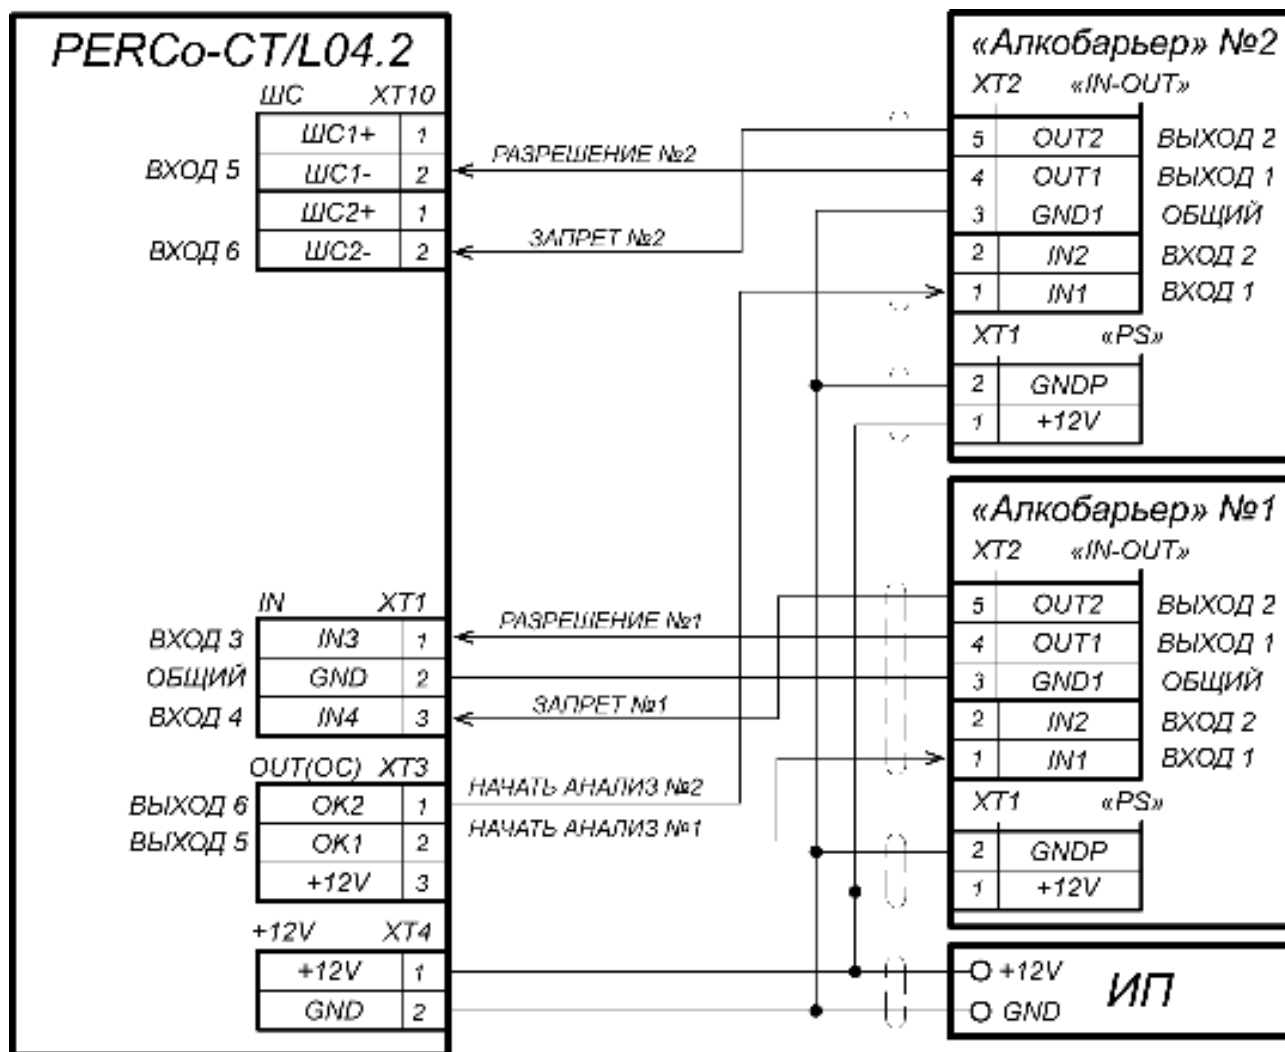 PERCo-CT/L04.2
ШС XT10
ШС1+ 1
ВХОД 5 ШС1- 2
ШС2+ 1
ВХОД 6 ШС2- 2
РАЗРЕШЕНИЕ №2
ЗАПРЕТ №2
«Алкобарьер» №2
XT2 «IN-OUT»
5 OUT2 ВЫХОД 2
4 OUT1 ВЫХОД 1
3 GND1 ОБЩИЙ
2 IN2 ВХОД 2
1 IN1 ВХОД 1
XT1 «PS»
2 GNDP
1 +12V
IN XT1
ВХОД 3 IN3 1
ОБЩИЙ GND 2
ВХОД 4 IN4 3
РАЗРЕШЕНИЕ №1
ЗАПРЕТ №1
OUT(OC) XT3
ВЫХОД 6 OK2 1
ВЫХОД 5 OK1 2
+12V 3
НАЧАТЬ АНАЛИЗ №2
НАЧАТЬ АНАЛИЗ №1
+12V XT4
+12V 1
GND 2
«Алкобарьер» №1
XT2 «IN-OUT»
5 OUT2 ВЫХОД 2
4 OUT1 ВЫХОД 1
3 GND1 ОБЩИЙ
2 IN2 ВХОД 2
1 IN1 ВХОД 1
XT1 «PS»
2 GNDP
1 +12V
+12V ИП
GND